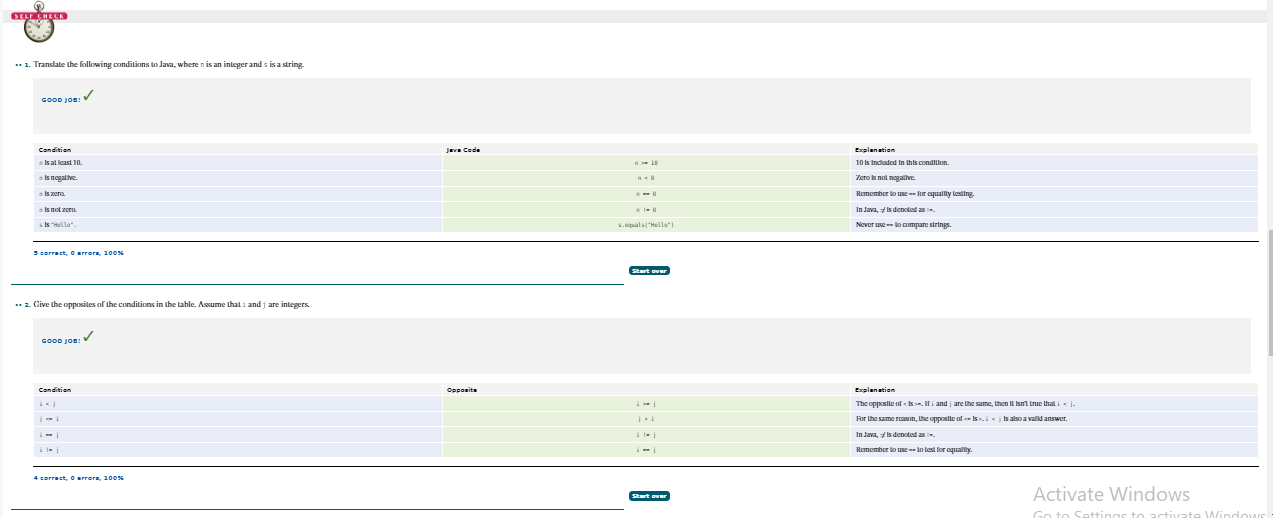 SELF CHECK
•• 1. Translate the following conditions to Java, where n is an integer and s is a string.
GOOD JOB! ✓
Condition Java Code Explanation
n is at least 10. n >= 10 10 is included in this condition.
n is negative. n < 0 Zero is not negative.
n is zero. n == 0 Remember to use == for equality testing.
n is not zero. n != 0 In Java, ≠ is denoted as !=.
s is "Hello". s.equals("Hello") Never use == to compare strings.
5 correct, 0 errors, 100%
Start over
•• 2. Give the opposites of the conditions in the table. Assume that i and j are integers.
GOOD JOB! ✓
Condition Opposite Explanation
i < j i >= j The opposite of < is >=. If i and j are the same, then it isn't true that i < j.
j <= i j > i For the same reason, the opposite of <= is >. i < j is also a valid answer.
i == j i != j In Java, ≠ is denoted as !=.
i != j i == j Remember to use == to test for equality.
4 correct, 0 errors, 100%
Start over
Activate Windows
Go to Settings to activate Windows.